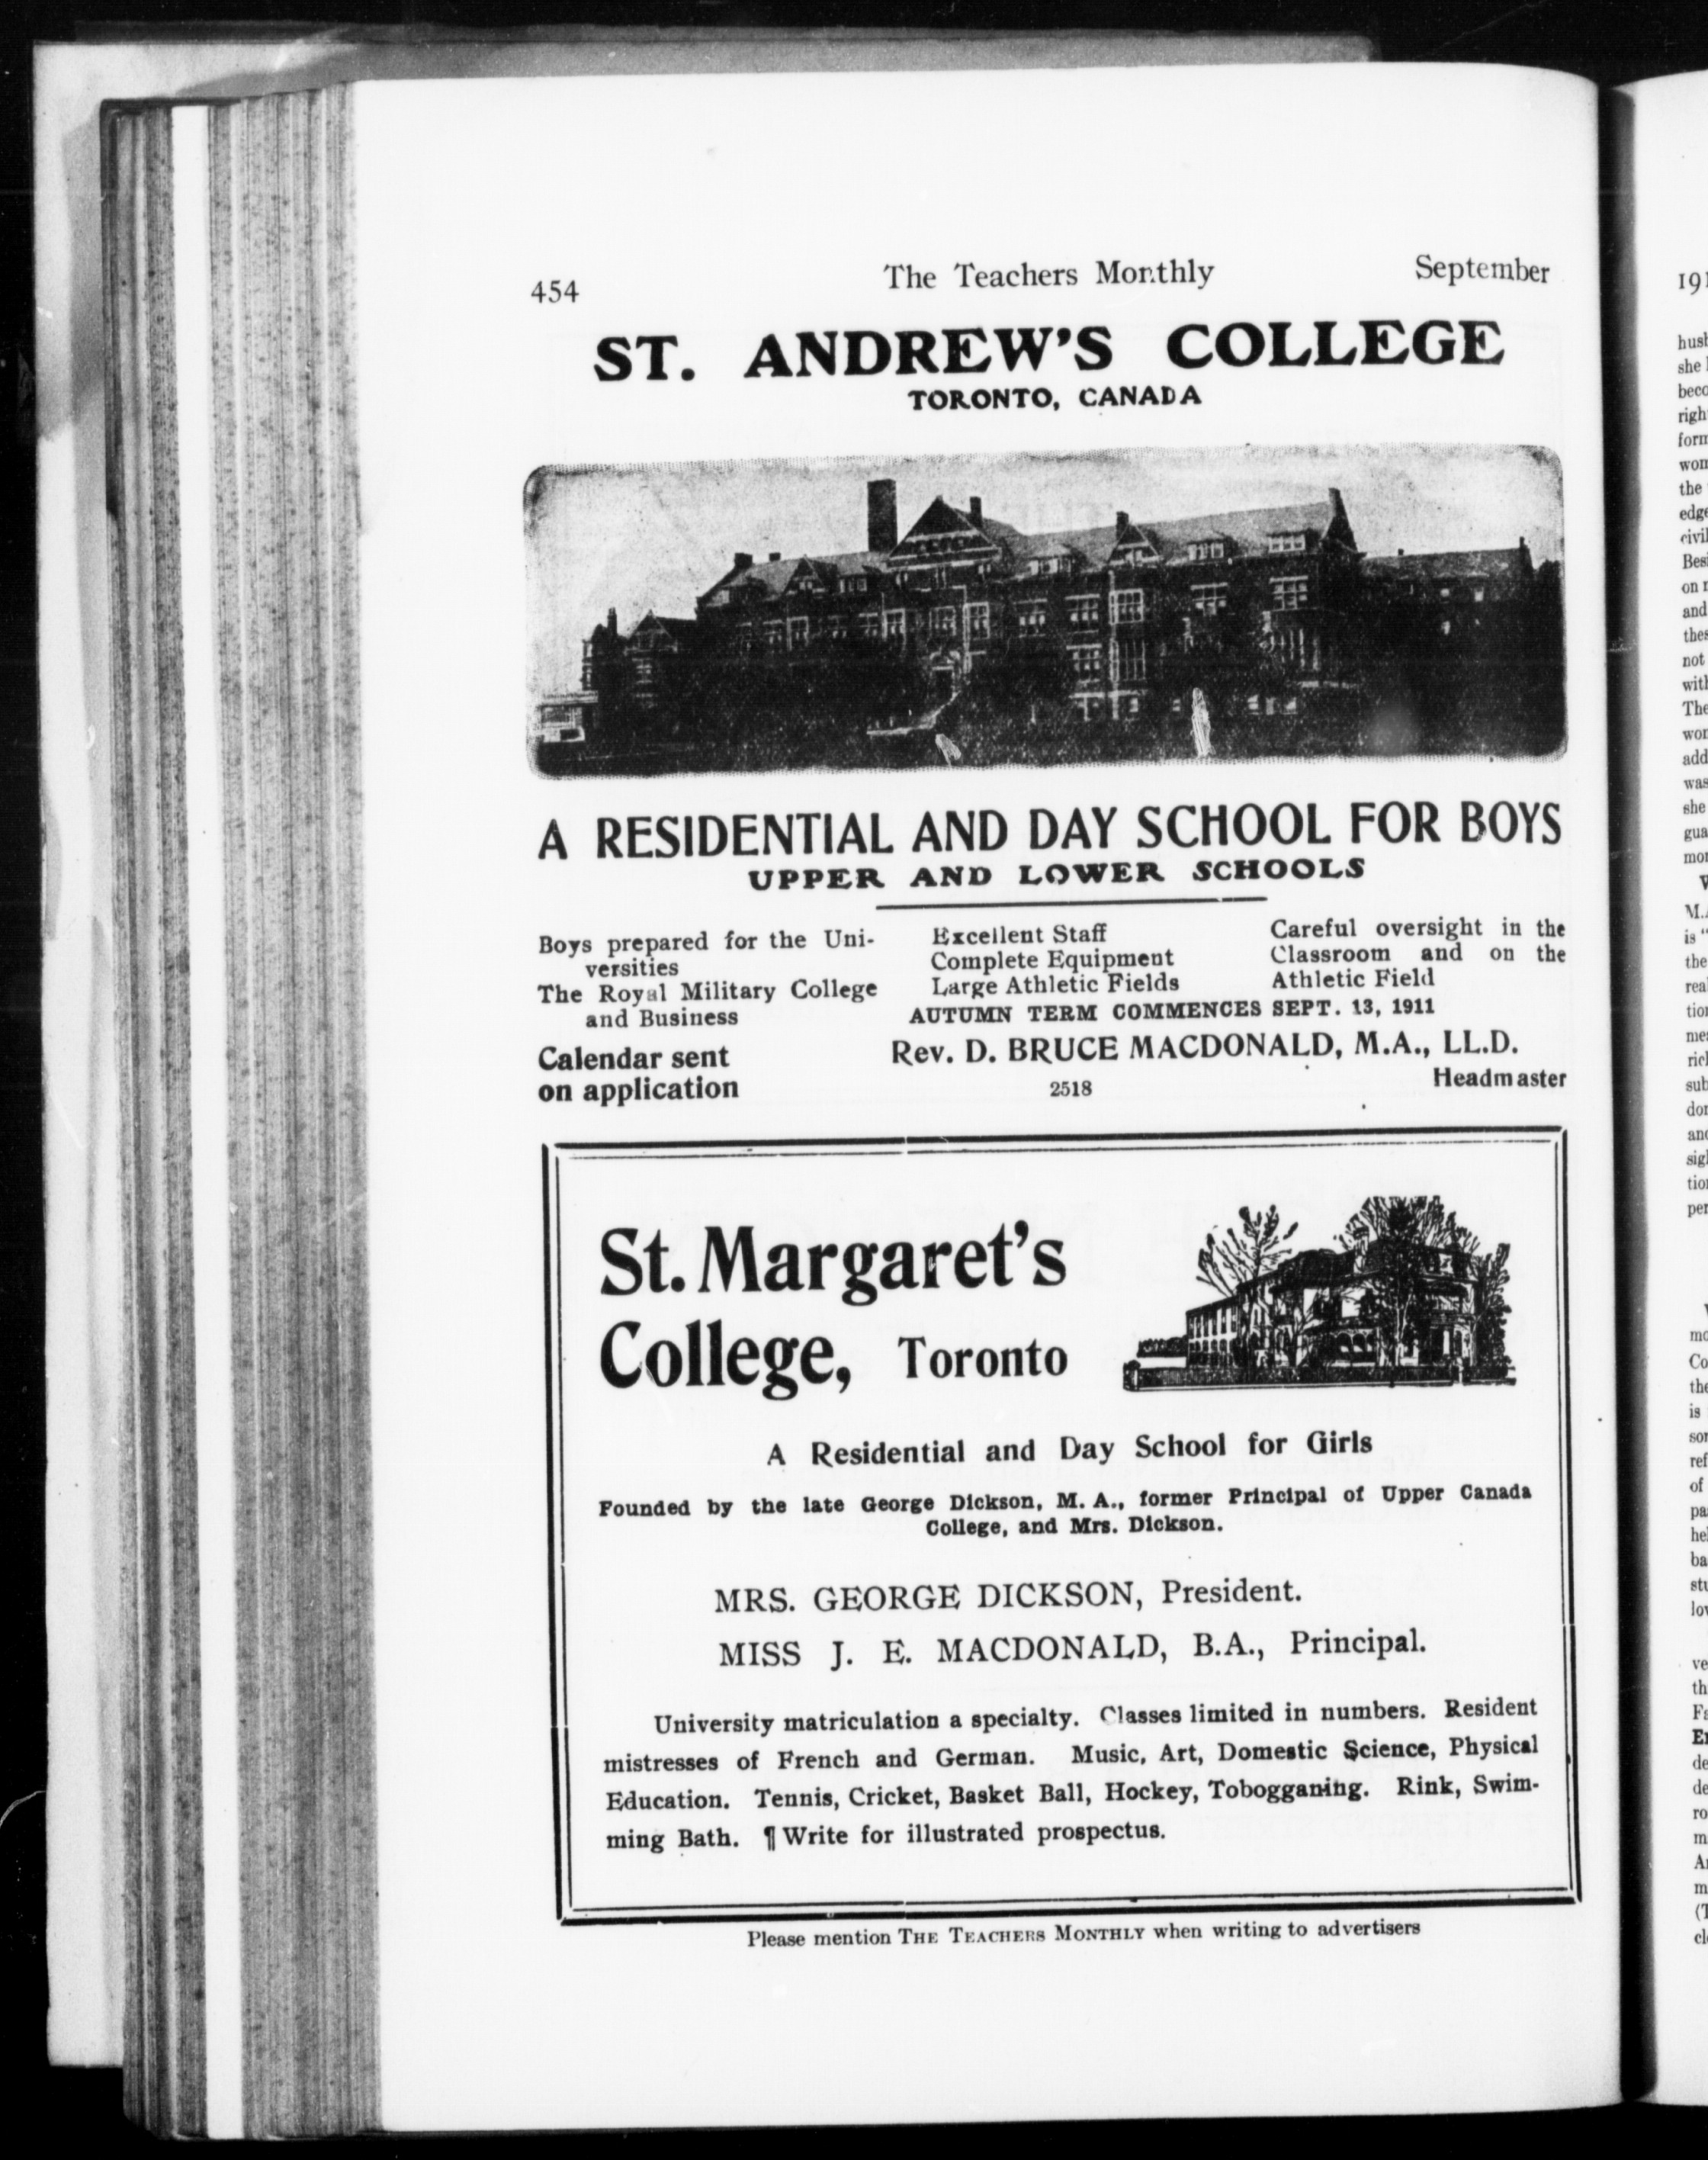 454
The Teachers Monthly
September
ST. ANDREW'S COLLEGE
TORONTO, CANADA
A RESIDENTIAL AND DAY SCHOOL FOR BOYS
UPPER AND LOWER SCHOOLS
Boys prepared for the Uni-
versities
The Royal Military College
and Business
Excellent Staff
Complete Equipment
Large Athletic Fields
Careful oversight in the
Classroom and on the
Athletic Field
AUTUMN TERM COMMENCES SEPT. 13, 1911
Calendar sent
on application
Rev. D. BRUCE MACDONALD, M.A., LL.D.
Headmaster
2518
St. Margaret's
College, Toronto
A Residential and Day School for Girls
Founded by the late George Dickson, M. A., former Principal of Upper Canada
College, and Mrs. Dickson.
MRS. GEORGE DICKSON, President.
MISS J. E. MACDONALD, B.A., Principal.
University matriculation a specialty. Classes limited in numbers. Resident
mistresses of French and German. Music, Art, Domestic Science, Physical
Education. Tennis, Cricket, Basket Ball, Hockey, Tobogganing. Rink, Swim-
ming Bath. ¶ Write for illustrated prospectus.
Please mention THE TEACHERS MONTHLY when writing to advertisers